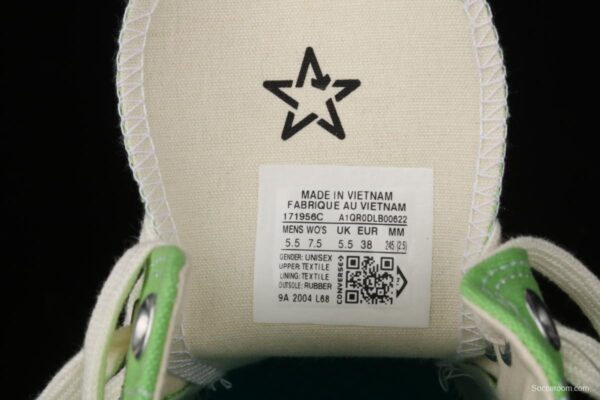 MADE IN VIETNAM
FABRIQUE AU VIETNAM
171956C A1QR0DLB00622
MENS WO'S UK EUR MM
5.5 7.5 5.5 38 245 (2.5)
GENDER: UNISEX
UPPER: TEXTILE
LINING: TEXTILE
OUTSOLE: RUBBER
9A 2004 L68
CONVERSE
Soccerroom.com